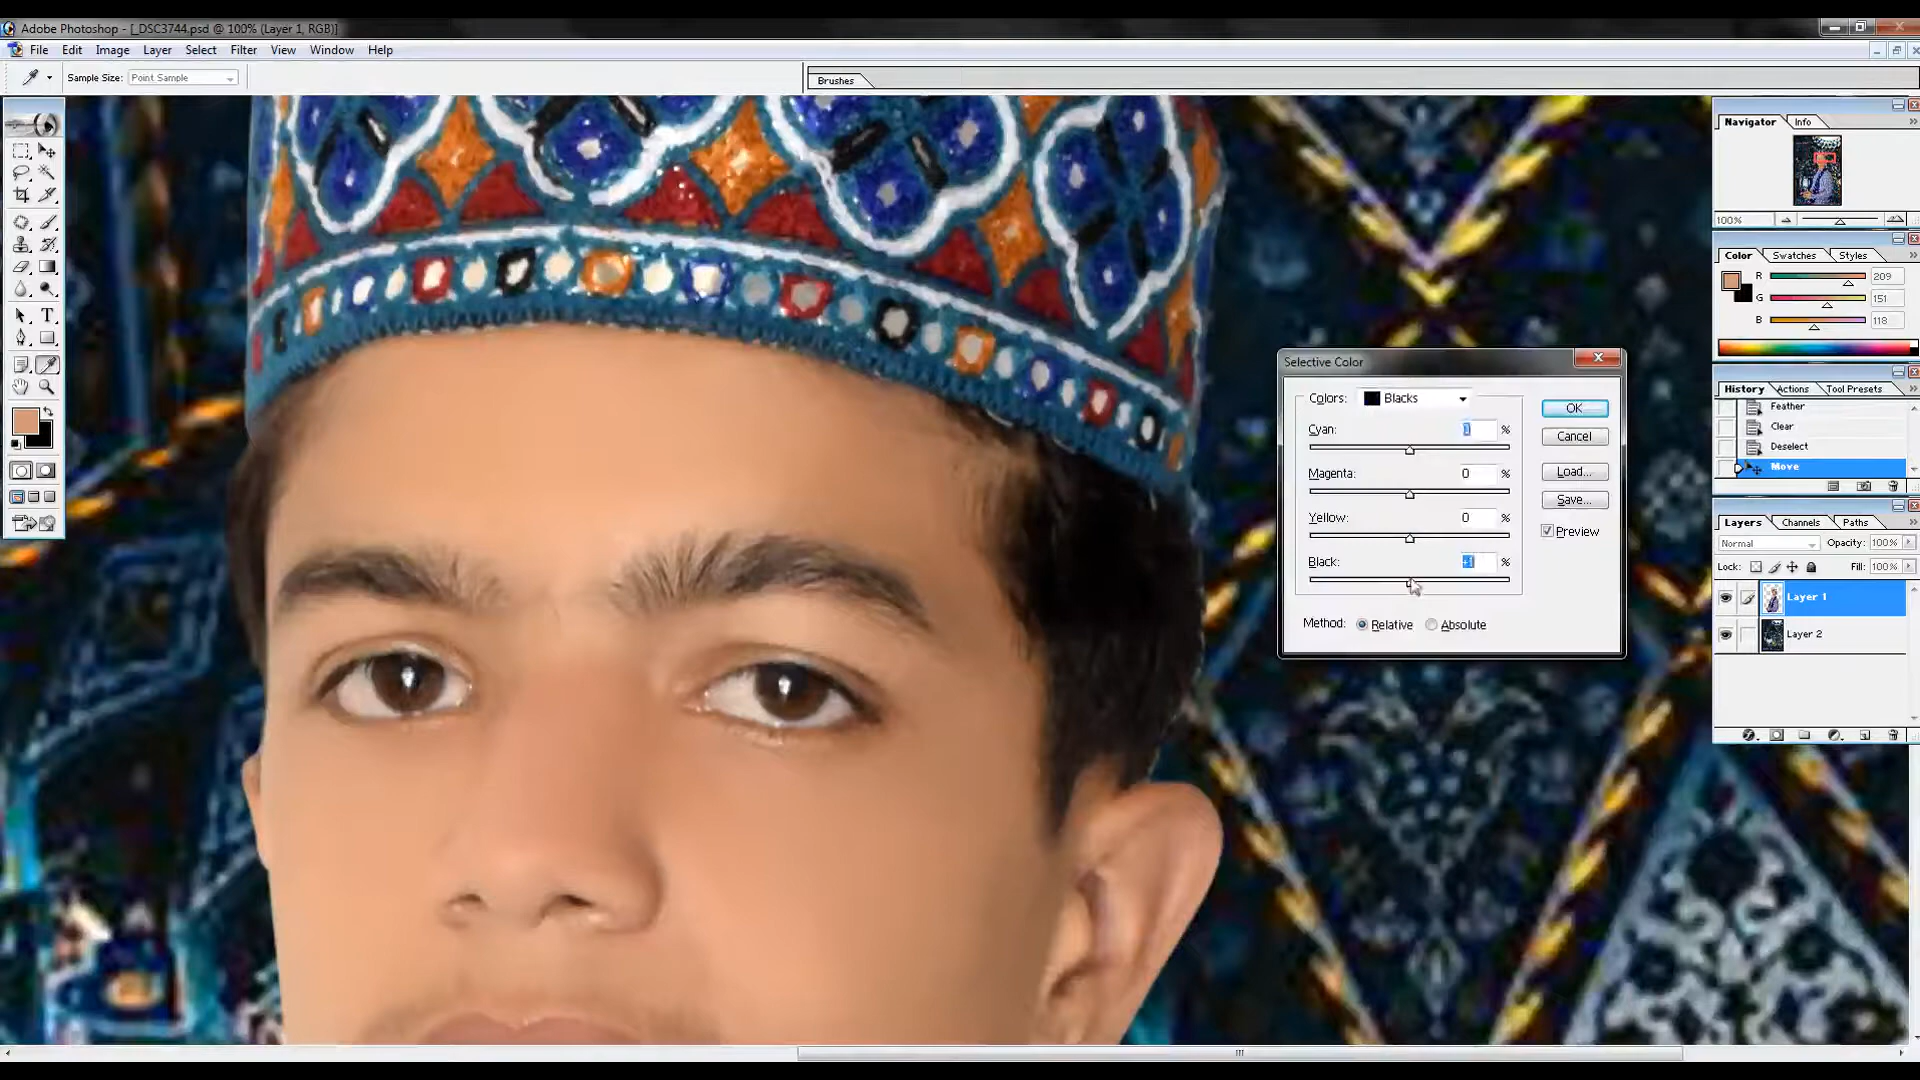 Adobe Photoshop - [_DSC3744.psd @ 100% (Layer 1, RGB)]
File Edit Image Layer Select Filter View Window Help
Sample Size: Point Sample
Brushes
Navigator Info
100%
Color Swatches Styles
R 209
G 151
B 118
History Actions Tool Presets
Feather
Clear
Deselect
Move
Layers Channels Paths
Normal Opacity: 100%
Lock: Fill: 100%
Layer 1
Layer 2
Selective Color
Colors: Blacks
Cyan: 0 %
Magenta: 0 %
Yellow: 0 %
Black: +1 %
Method: Relative Absolute
OK
Cancel
Load...
Save...
Preview